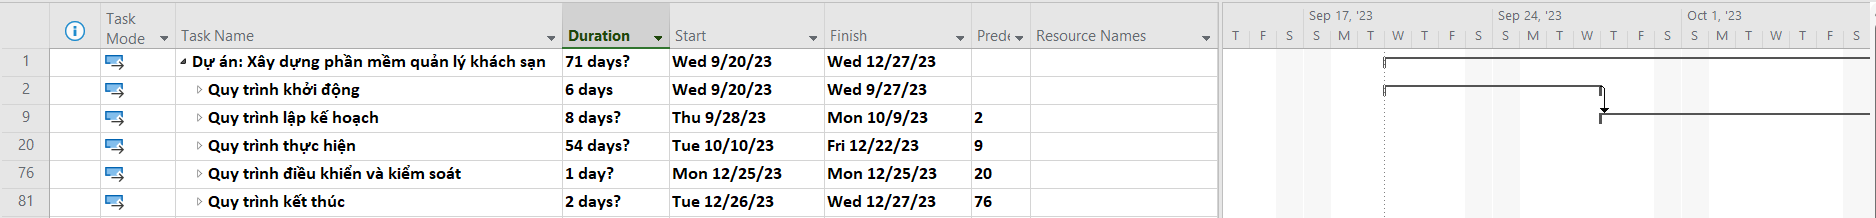 Sep 17, '23 Sep 24, '23 Oct 1, '23
Task Mode Task Name Duration Start Finish Prede Resource Names
T F S S M T W T F S S M T W T F S S M T W T F S
1 Dự án: Xây dựng phần mềm quản lý khách sạn 71 days? Wed 9/20/23 Wed 12/27/23
2 Quy trình khởi động 6 days Wed 9/20/23 Wed 9/27/23
9 Quy trình lập kế hoạch 8 days? Thu 9/28/23 Mon 10/9/23 2
20 Quy trình thực hiện 54 days? Tue 10/10/23 Fri 12/22/23 9
76 Quy trình điều khiển và kiểm soát 1 day? Mon 12/25/23 Mon 12/25/23 20
81 Quy trình kết thúc 2 days? Tue 12/26/23 Wed 12/27/23 76